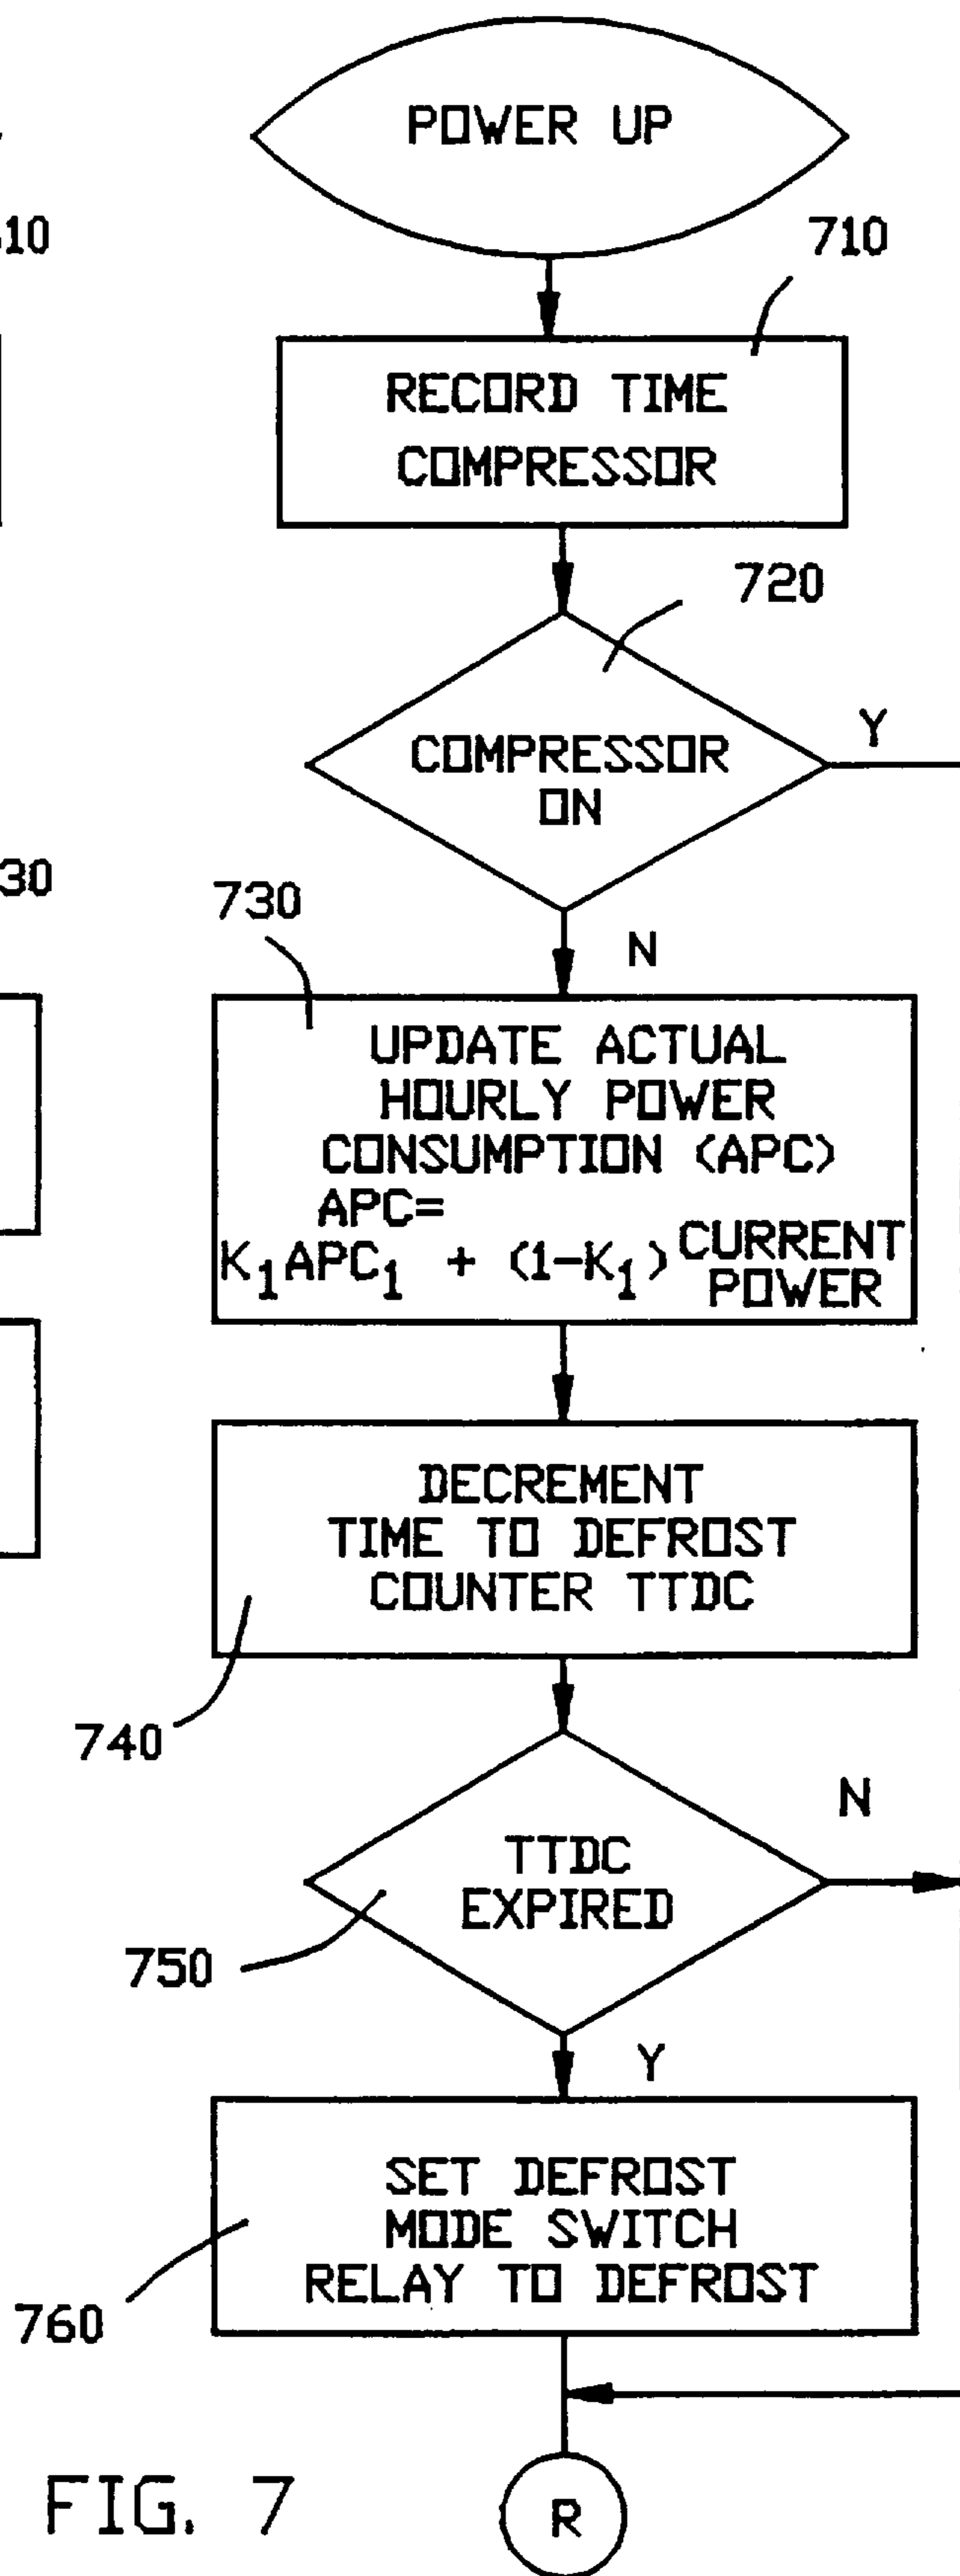 POWER UP
710
10
RECORD TIME
COMPRESSOR
720
COMPRESSOR
ON
Y
30
730
N
UPDATE ACTUAL
HOURLY POWER
CONSUMPTION (APC)
APC=
K1APC1 + (1-K1) CURRENT
POWER
DECREMENT
TIME TO DEFROST
COUNTER TTDC
740
N
TTDC
EXPIRED
750
Y
SET DEFROST
MODE SWITCH
RELAY TO DEFROST
760
FIG. 7
R